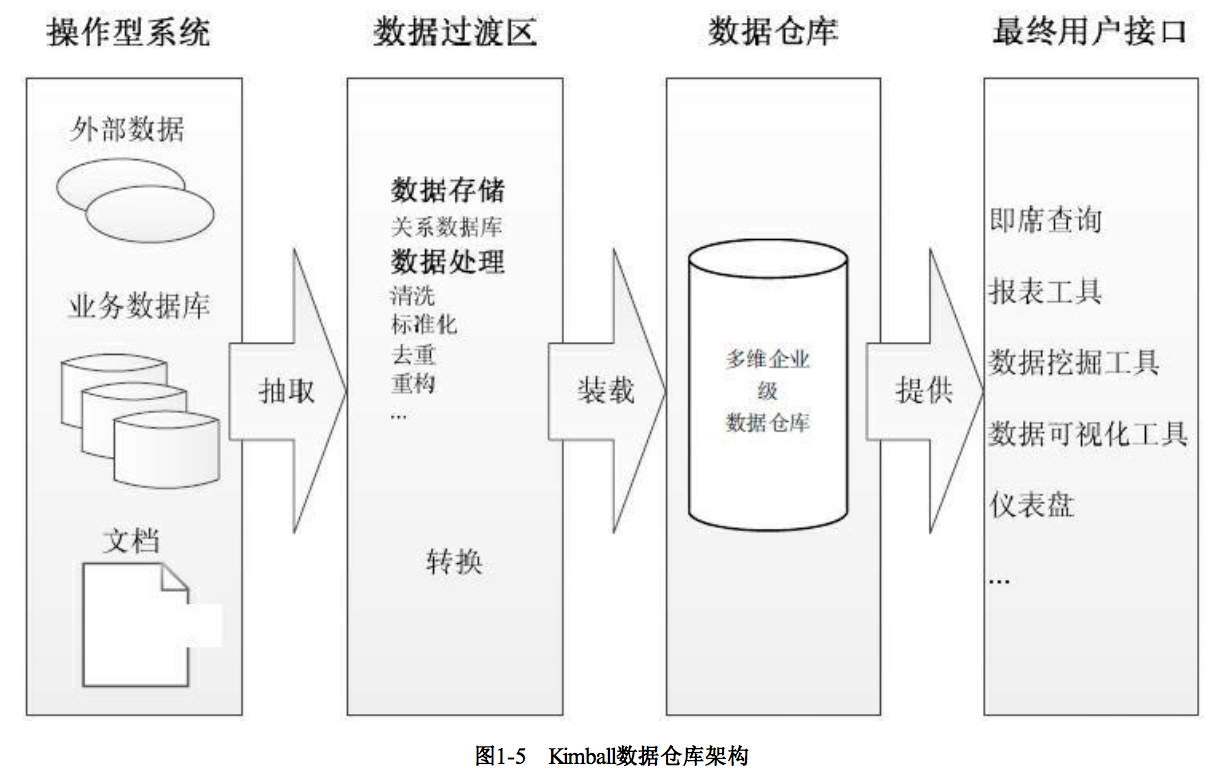 操作型系统
数据过渡区
数据仓库
最终用户接口
外部数据
业务数据库
文档
抽取
数据存储
关系数据库
数据处理
清洗
标准化
去重
重构
...
转换
装载
多维企业
级
数据仓库
提供
即席查询
报表工具
数据挖掘工具
数据可视化工具
仪表盘
...
图1-5 Kimball数据仓库架构